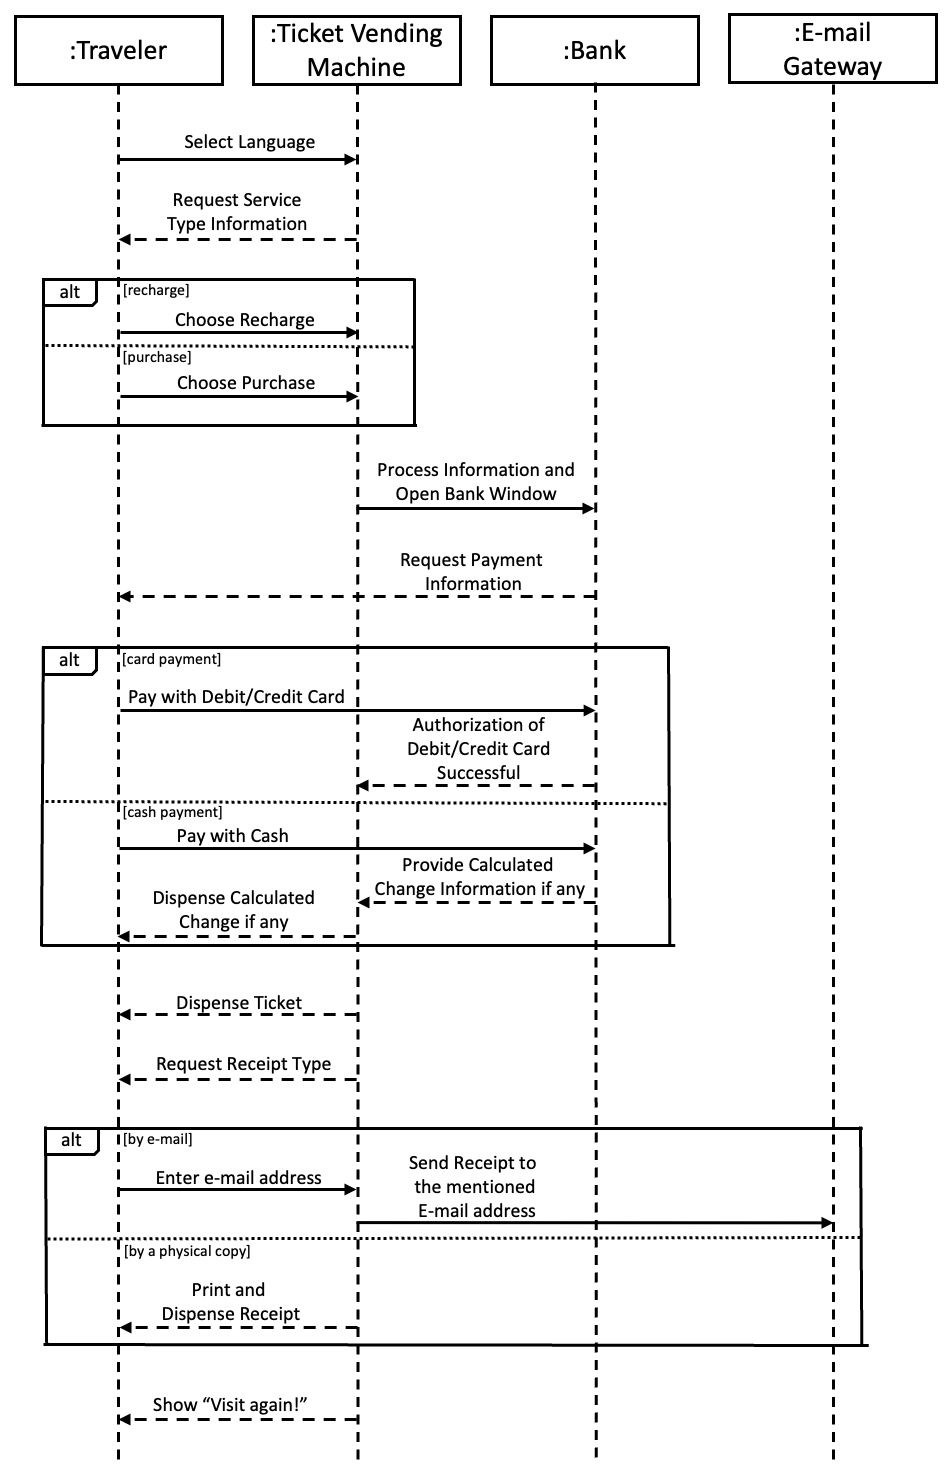 :Traveler
:Ticket Vending
Machine
:Bank
:E-mail
Gateway
Select Language
Request Service
Type Information
alt
[recharge]
Choose Recharge
[purchase]
Choose Purchase
Process Information and
Open Bank Window
Request Payment
Information
alt
[card payment]
Pay with Debit/Credit Card
Authorization of
Debit/Credit Card
Successful
[cash payment]
Pay with Cash
Provide Calculated
Change Information if any
Dispense Calculated
Change if any
Dispense Ticket
Request Receipt Type
alt
[by e-mail]
Enter e-mail address
Send Receipt to
the mentioned
E-mail address
[by a physical copy]
Print and
Dispense Receipt
Show “Visit again!”